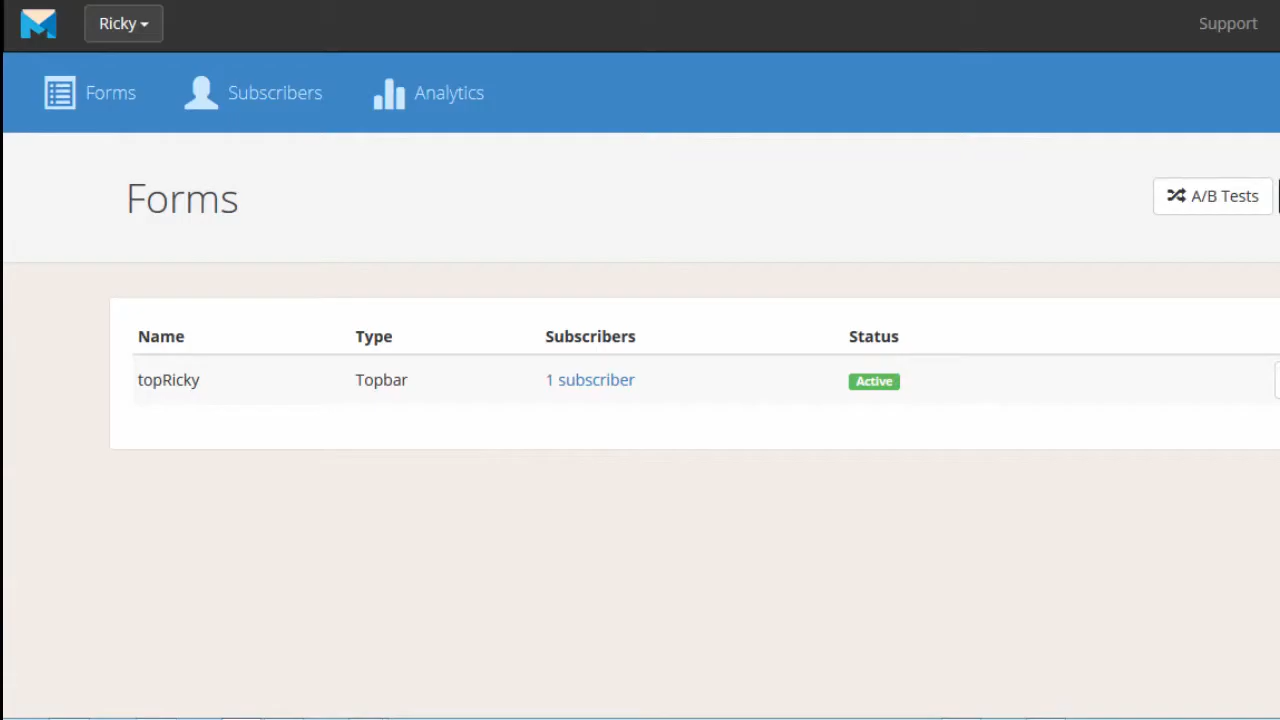 Ricky
Support
Forms
Subscribers
Analytics
Forms
A/B Tests
Name Type Subscribers Status
topRicky Topbar 1 subscriber Active